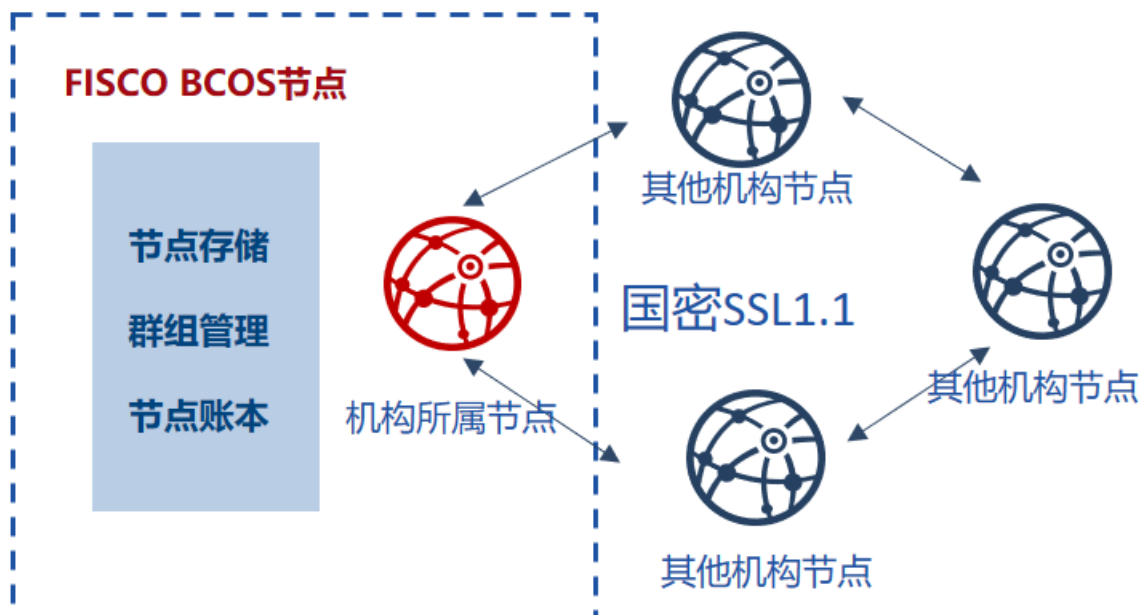 FISCO BCOS节点
节点存储
群组管理
节点账本
机构所属节点
其他机构节点
国密SSL1.1
其他机构节点
其他机构节点